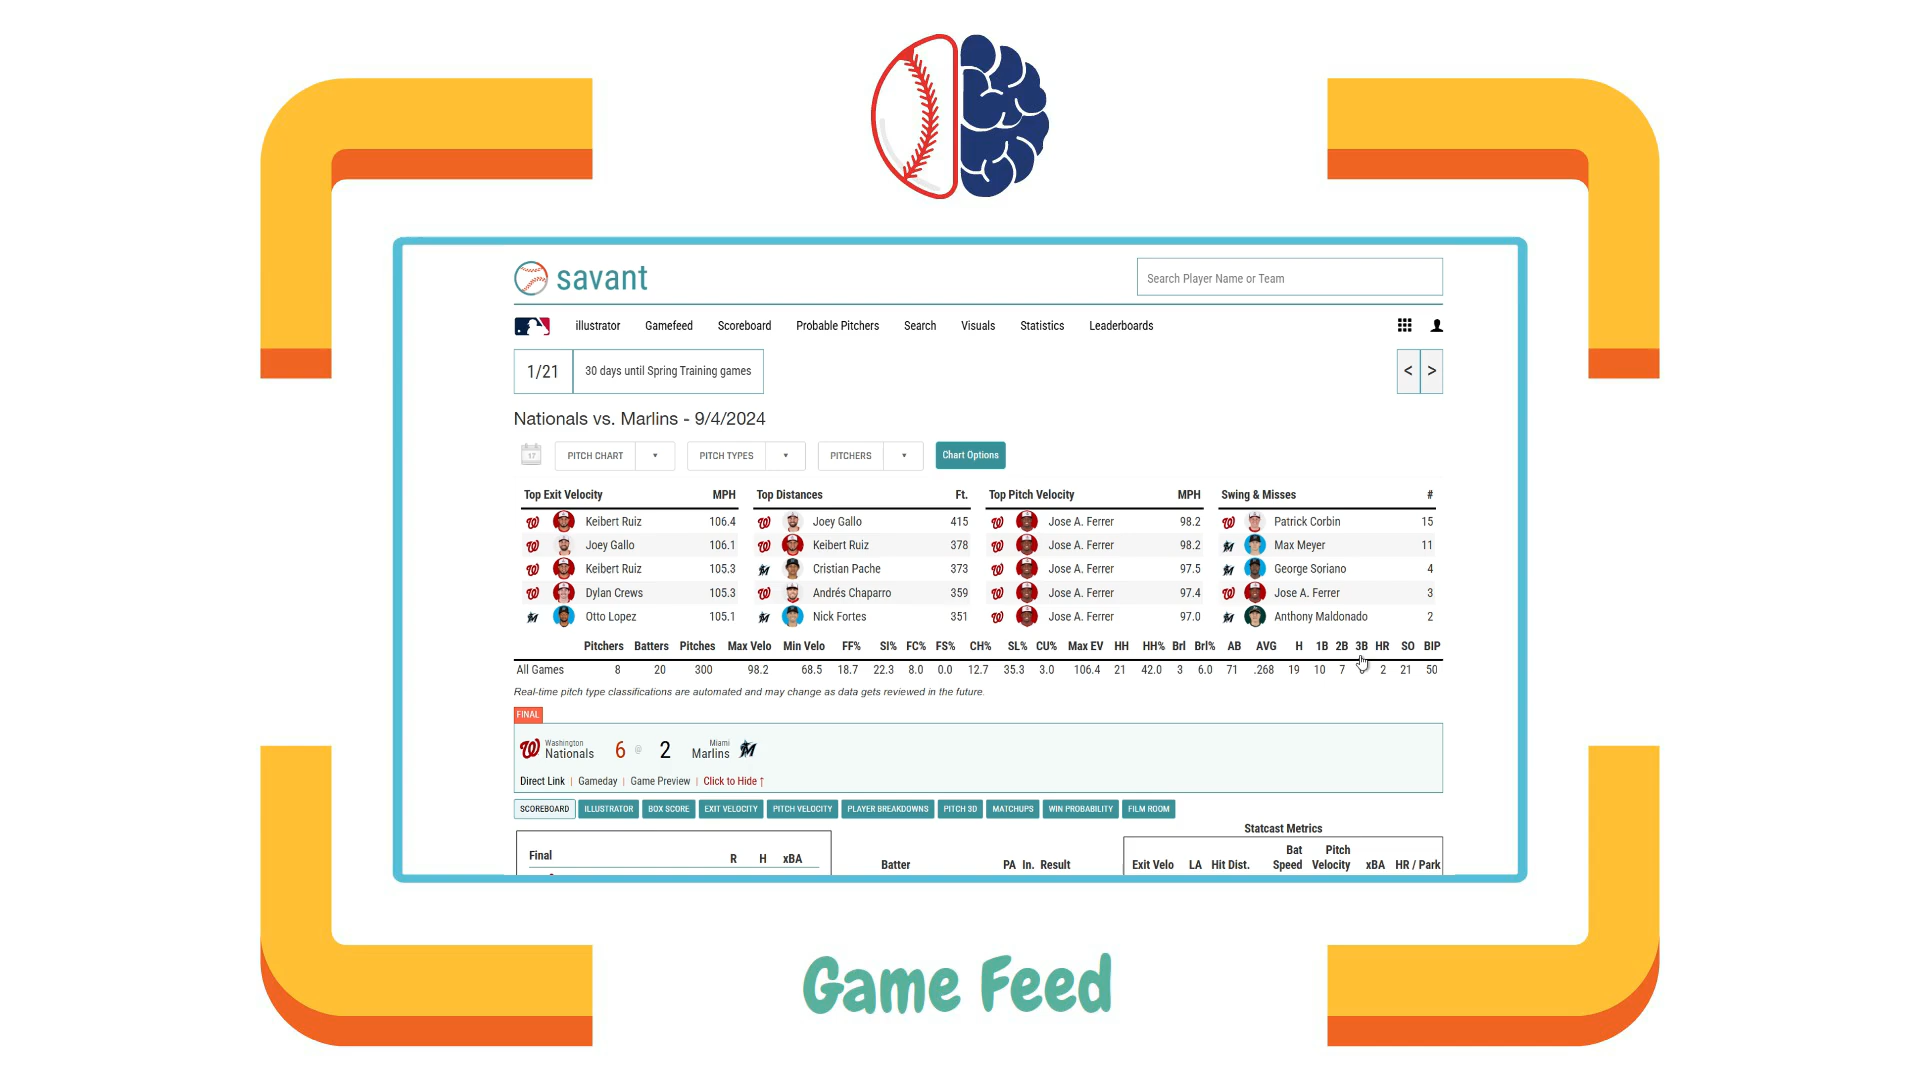 savant
Search Player Name or Team
illustrator Gamefeed Scoreboard Probable Pitchers Search Visuals Statistics Leaderboards
1/21 30 days until Spring Training games < >
Nationals vs. Marlins - 9/4/2024
17 PITCH CHART ▼ PITCH TYPES ▼ PITCHERS ▼ Chart Options
Top Exit Velocity MPH Top Distances Ft. Top Pitch Velocity MPH Swing & Misses #
Keibert Ruiz 106.4 Joey Gallo 415 Jose A. Ferrer 98.2 Patrick Corbin 15
Joey Gallo 106.1 Keibert Ruiz 378 Jose A. Ferrer 98.2 Max Meyer 11
Keibert Ruiz 105.3 Cristian Pache 373 Jose A. Ferrer 97.5 George Soriano 4
Dylan Crews 105.3 Andrés Chaparro 359 Jose A. Ferrer 97.4 Jose A. Ferrer 3
Otto Lopez 105.1 Nick Fortes 351 Jose A. Ferrer 97.0 Anthony Maldonado 2
Pitchers Batters Pitches Max Velo Min Velo FF% SI% FC% FS% CH% SL% CU% Max EV HH HH% Brl Brl% AB AVG H 1B 2B 3B HR SO BIP
All Games 8 20 300 98.2 68.5 18.7 22.3 8.0 0.0 12.7 35.3 3.0 106.4 21 42.0 3 6.0 71 .268 19 10 7 2 21 50
Real-time pitch type classifications are automated and may change as data gets reviewed in the future.
FINAL
Washington Nationals 6 @ 2 Miami Marlins
Direct Link | Gameday | Game Preview | Click to Hide ↑
SCOREBOARD ILLUSTRATOR BOX SCORE EXIT VELOCITY PITCH VELOCITY PLAYER BREAKDOWNS PITCH 3D MATCHUPS WIN PROBABILITY FILM ROOM
Statcast Metrics
Final R H xBA
Batter PA In. Result Exit Velo LA Hit Dist. Bat Speed Pitch Velocity xBA HR / Park
Game Feed